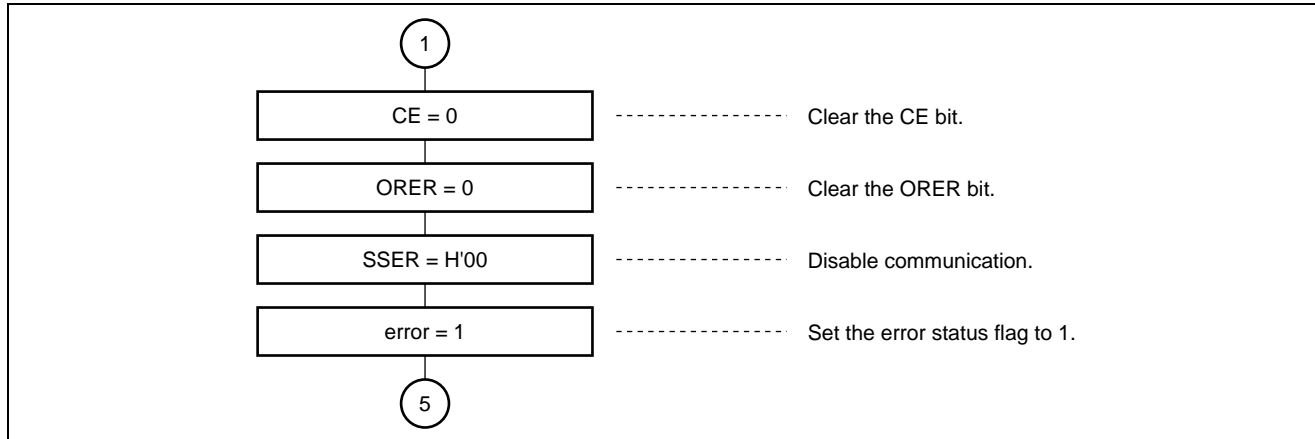 1
CE = 0 Clear the CE bit.
ORER = 0 Clear the ORER bit.
SSER = H'00 Disable communication.
error = 1 Set the error status flag to 1.
5